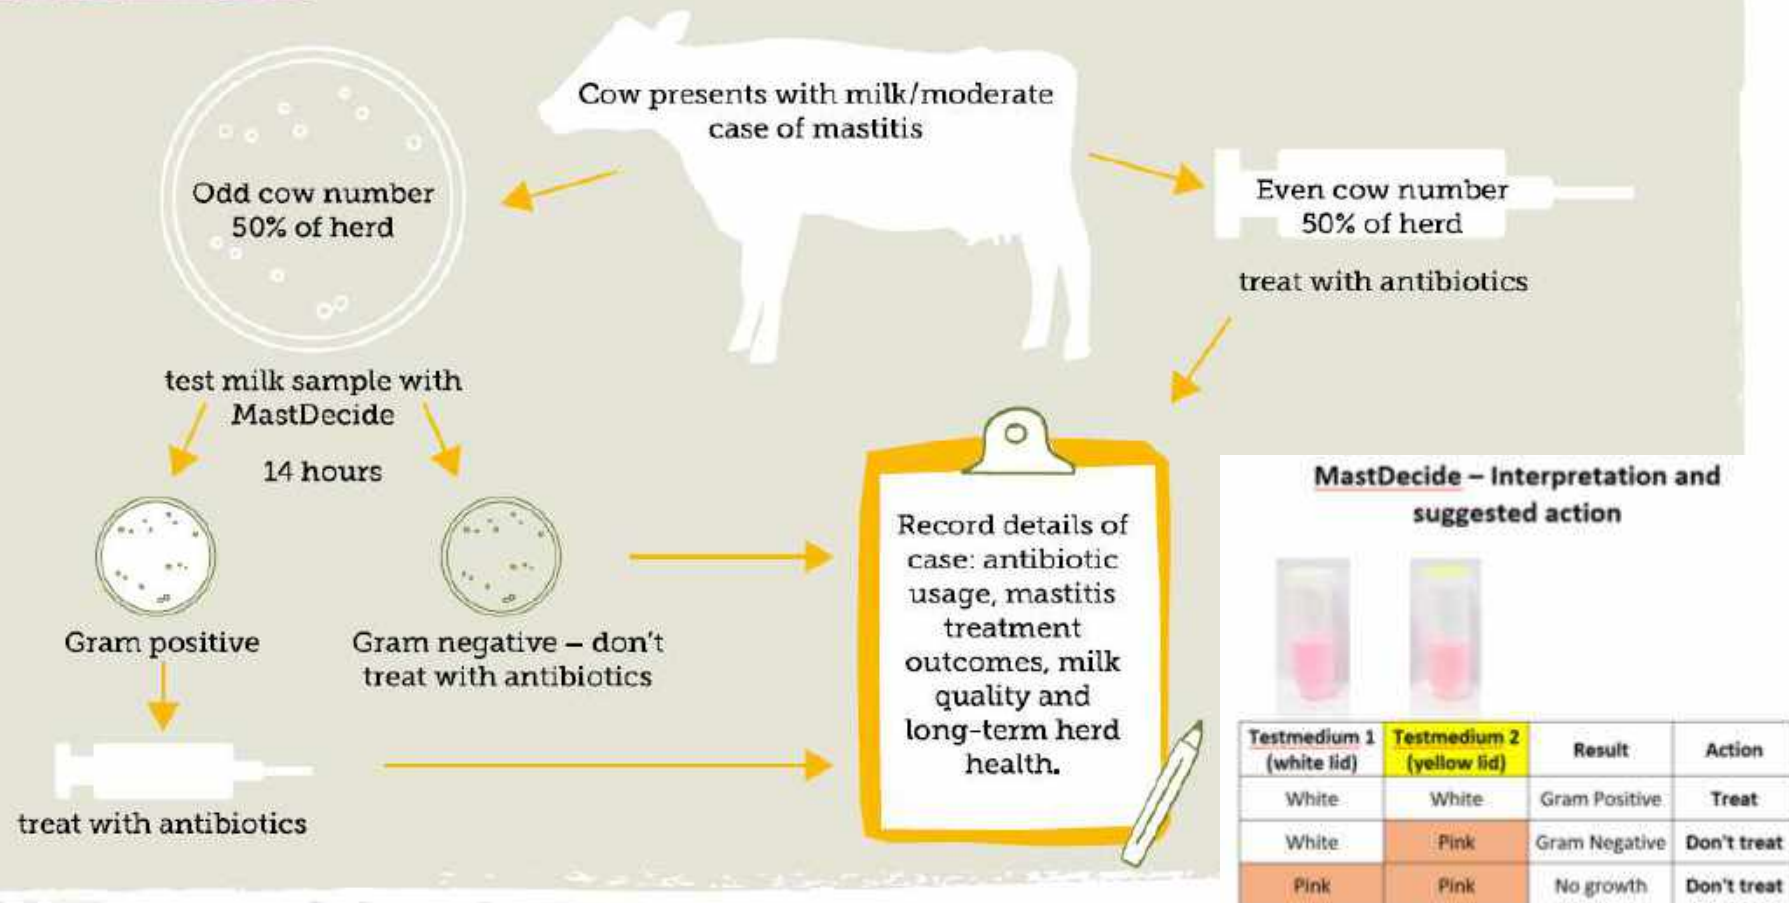 Cow presents with milk/moderate
case of mastitis
Odd cow number
50% of herd
Even cow number
50% of herd
treat with antibiotics
test milk sample with
MastDecide
14 hours
Gram positive
Gram negative – don't
treat with antibiotics
treat with antibiotics
Record details of
case: antibiotic
usage, mastitis
treatment
outcomes, milk
quality and
long-term herd
health.
MastDecide – Interpretation and
suggested action
Testmedium 1 (white lid) Testmedium 2 (yellow lid) Result Action
White White Gram Positive Treat
White Pink Gram Negative Don't treat
Pink Pink No growth Don't treat